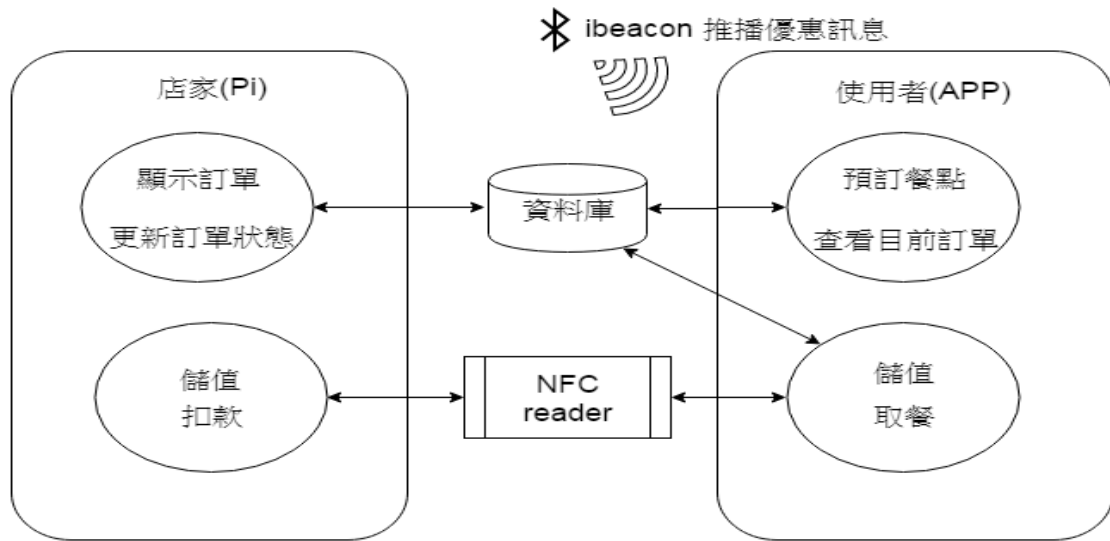 ibeacon 推播優惠訊息
店家(Pi)
顯示訂單
更新訂單狀態
儲值
扣款
資料庫
NFC
reader
使用者(APP)
預訂餐點
查看目前訂單
儲值
取餐